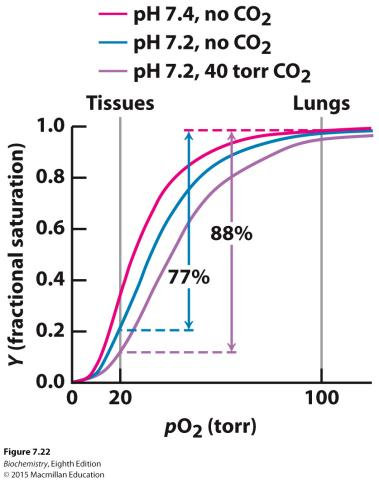 pH 7.4, no CO2
pH 7.2, no CO2
pH 7.2, 40 torr CO2
Tissues Lungs
1.0
0.8
0.6
88%
0.4
77%
0.2
0.0
0 20 100
Y (fractional saturation)
pO2 (torr)
Figure 7.22
Biochemistry, Eighth Edition
© 2015 Macmillan Education